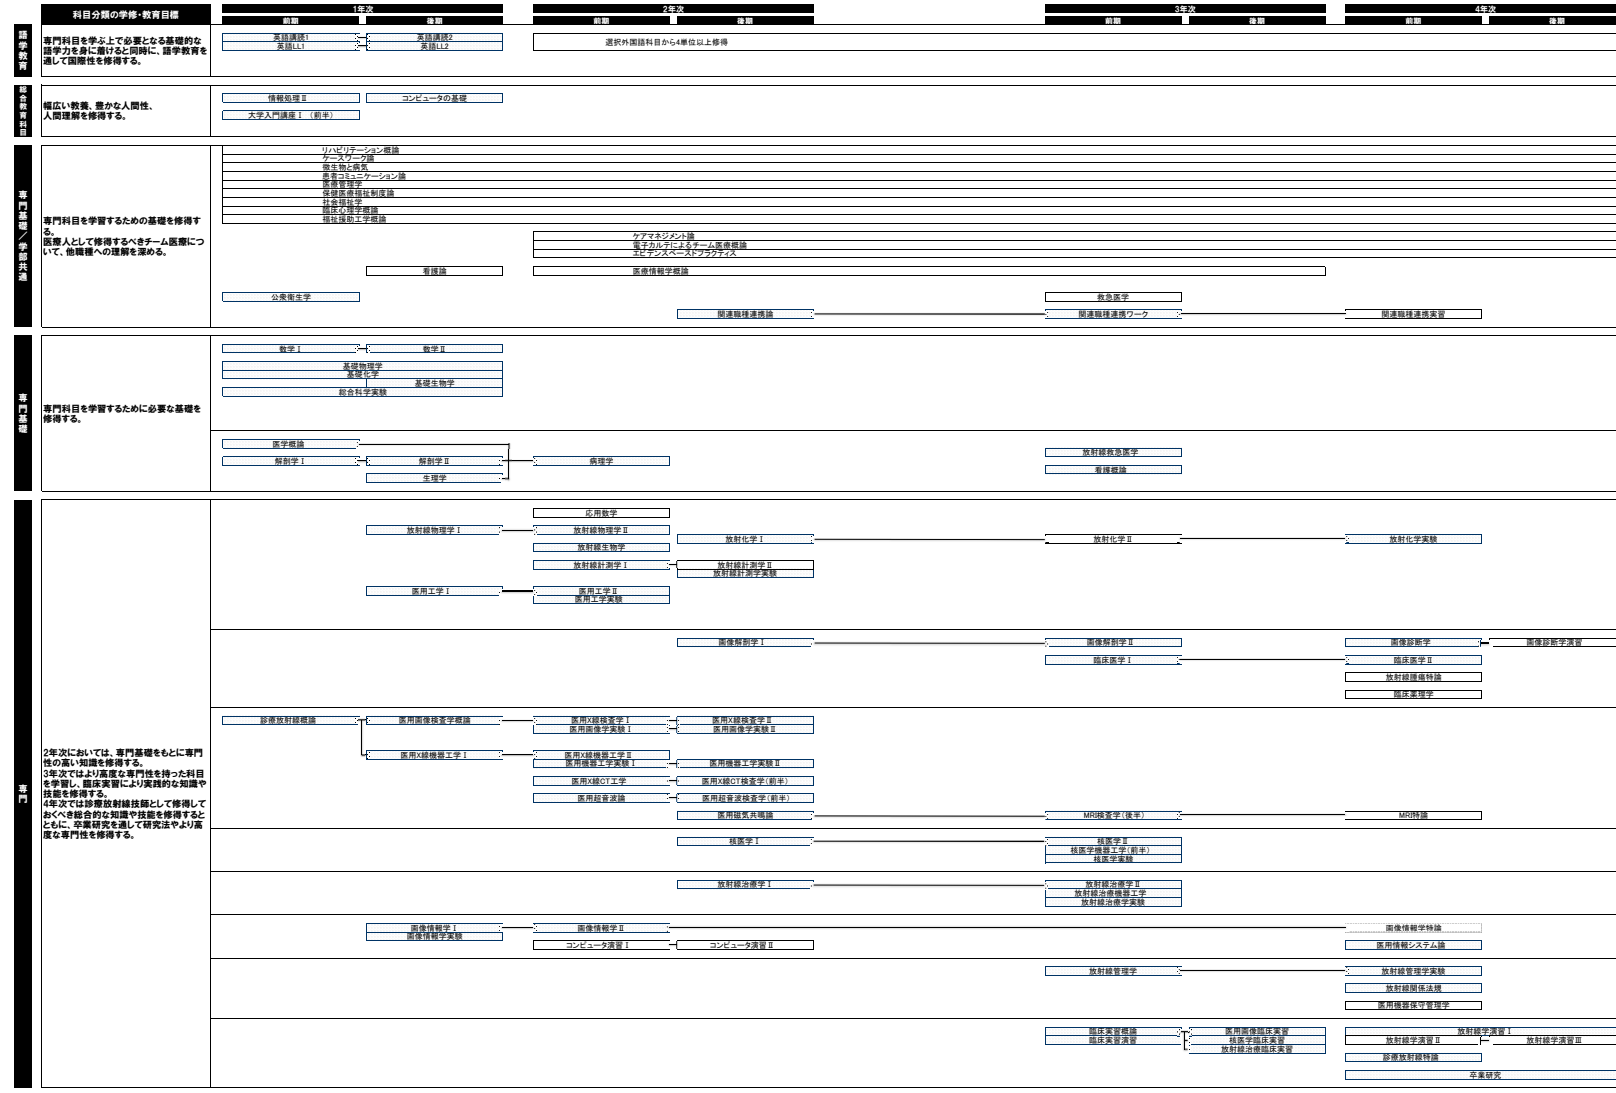 科目分類の学修・教育目標
1年次
2年次
3年次
4年次
前期
後期
前期
後期
前期
後期
前期
後期
語学教育
専門科目を学ぶ上で必要となる基礎的な
語学力を身に着けると同時に、語学教育を
通して国際性を修得する。
英語講読1
英語講読2
英語LL1
英語LL2
選択外国語科目から4単位以上修得
総合教育科目
幅広い教養、豊かな人間性、
人間理解を修得する。
情報処理Ⅱ
コンピュータの基礎
大学入門講座Ⅰ （前半）
専門基礎／学部共通
専門科目を学習するための基礎を修得す
る。
医療人として修得するべきチーム医療につ
いて、他職種への理解を深める。
リハビリテーション概論
ケースワーク論
微生物と病気
患者コミュニケーション論
医療管理学
保健医療福祉制度論
社会福祉学
臨床心理学概論
福祉援助工学概論
ケアマネジメント論
電子カルテによるチーム医療概論
エビデンスベースドプラクティス
看護論
医療情報学概論
公衆衛生学
救急医学
関連職種連携論
関連職種連携ワーク
関連職種連携実習
専門基礎
専門科目を学習するために必要な基礎を
修得する。
数学Ⅰ
数学Ⅱ
基礎物理学
基礎化学
基礎生物学
総合科学実験
医学概論
解剖学Ⅰ
解剖学Ⅱ
病理学
生理学
放射線救急医学
看護概論
専門
2年次においては、専門基礎をもとに専門
性の高い知識を修得する。
3年次ではより高度な専門性を持った科目
を学習し、臨床実習により実践的な知識や
技能を修得する。
4年次では診療放射線技師として修得して
おくべき総合的な知識や技能を修得すると
ともに、卒業研究を通して研究法やより高
度な専門性を修得する。
応用数学
放射線物理学Ⅰ
放射線物理学Ⅱ
放射化学Ⅰ
放射化学Ⅱ
放射化学実験
放射線生物学
放射線計測学Ⅰ
放射線計測学Ⅱ
放射線計測学実験
医用工学Ⅰ
医用工学Ⅱ
医用工学実験
画像解剖学Ⅰ
画像解剖学Ⅱ
画像診断学
画像診断学演習
臨床医学Ⅰ
臨床医学Ⅱ
放射線腫瘍特論
臨床薬理学
診療放射線概論
医用画像検査学概論
医用X線検査学Ⅰ
医用X線検査学Ⅱ
医用画像学実験Ⅰ
医用画像学実験Ⅱ
医用X線機器工学Ⅰ
医用X線機器工学Ⅱ
医用機器工学実験Ⅰ
医用機器工学実験Ⅱ
医用X線CT工学
医用X線CT検査学(前半)
医用超音波論
医用超音波検査学(前半)
医用磁気共鳴論
MRI検査学(後半)
MRI特論
核医学Ⅰ
核医学Ⅱ
核医学機器工学(前半)
核医学実験
放射線治療学Ⅰ
放射線治療学Ⅱ
放射線治療機器工学
放射線治療学実験
画像情報学Ⅰ
画像情報学Ⅱ
画像情報学特論
画像情報学実験
コンピュータ演習Ⅰ
コンピュータ演習Ⅱ
医用情報システム論
放射線管理学
放射線管理学実験
放射線関係法規
医用機器保守管理学
臨床実習概論
医用画像臨床実習
放射線学演習Ⅰ
臨床実習演習
核医学臨床実習
放射線学演習Ⅱ
放射線学演習Ⅲ
放射線治療臨床実習
診療放射線特論
卒業研究